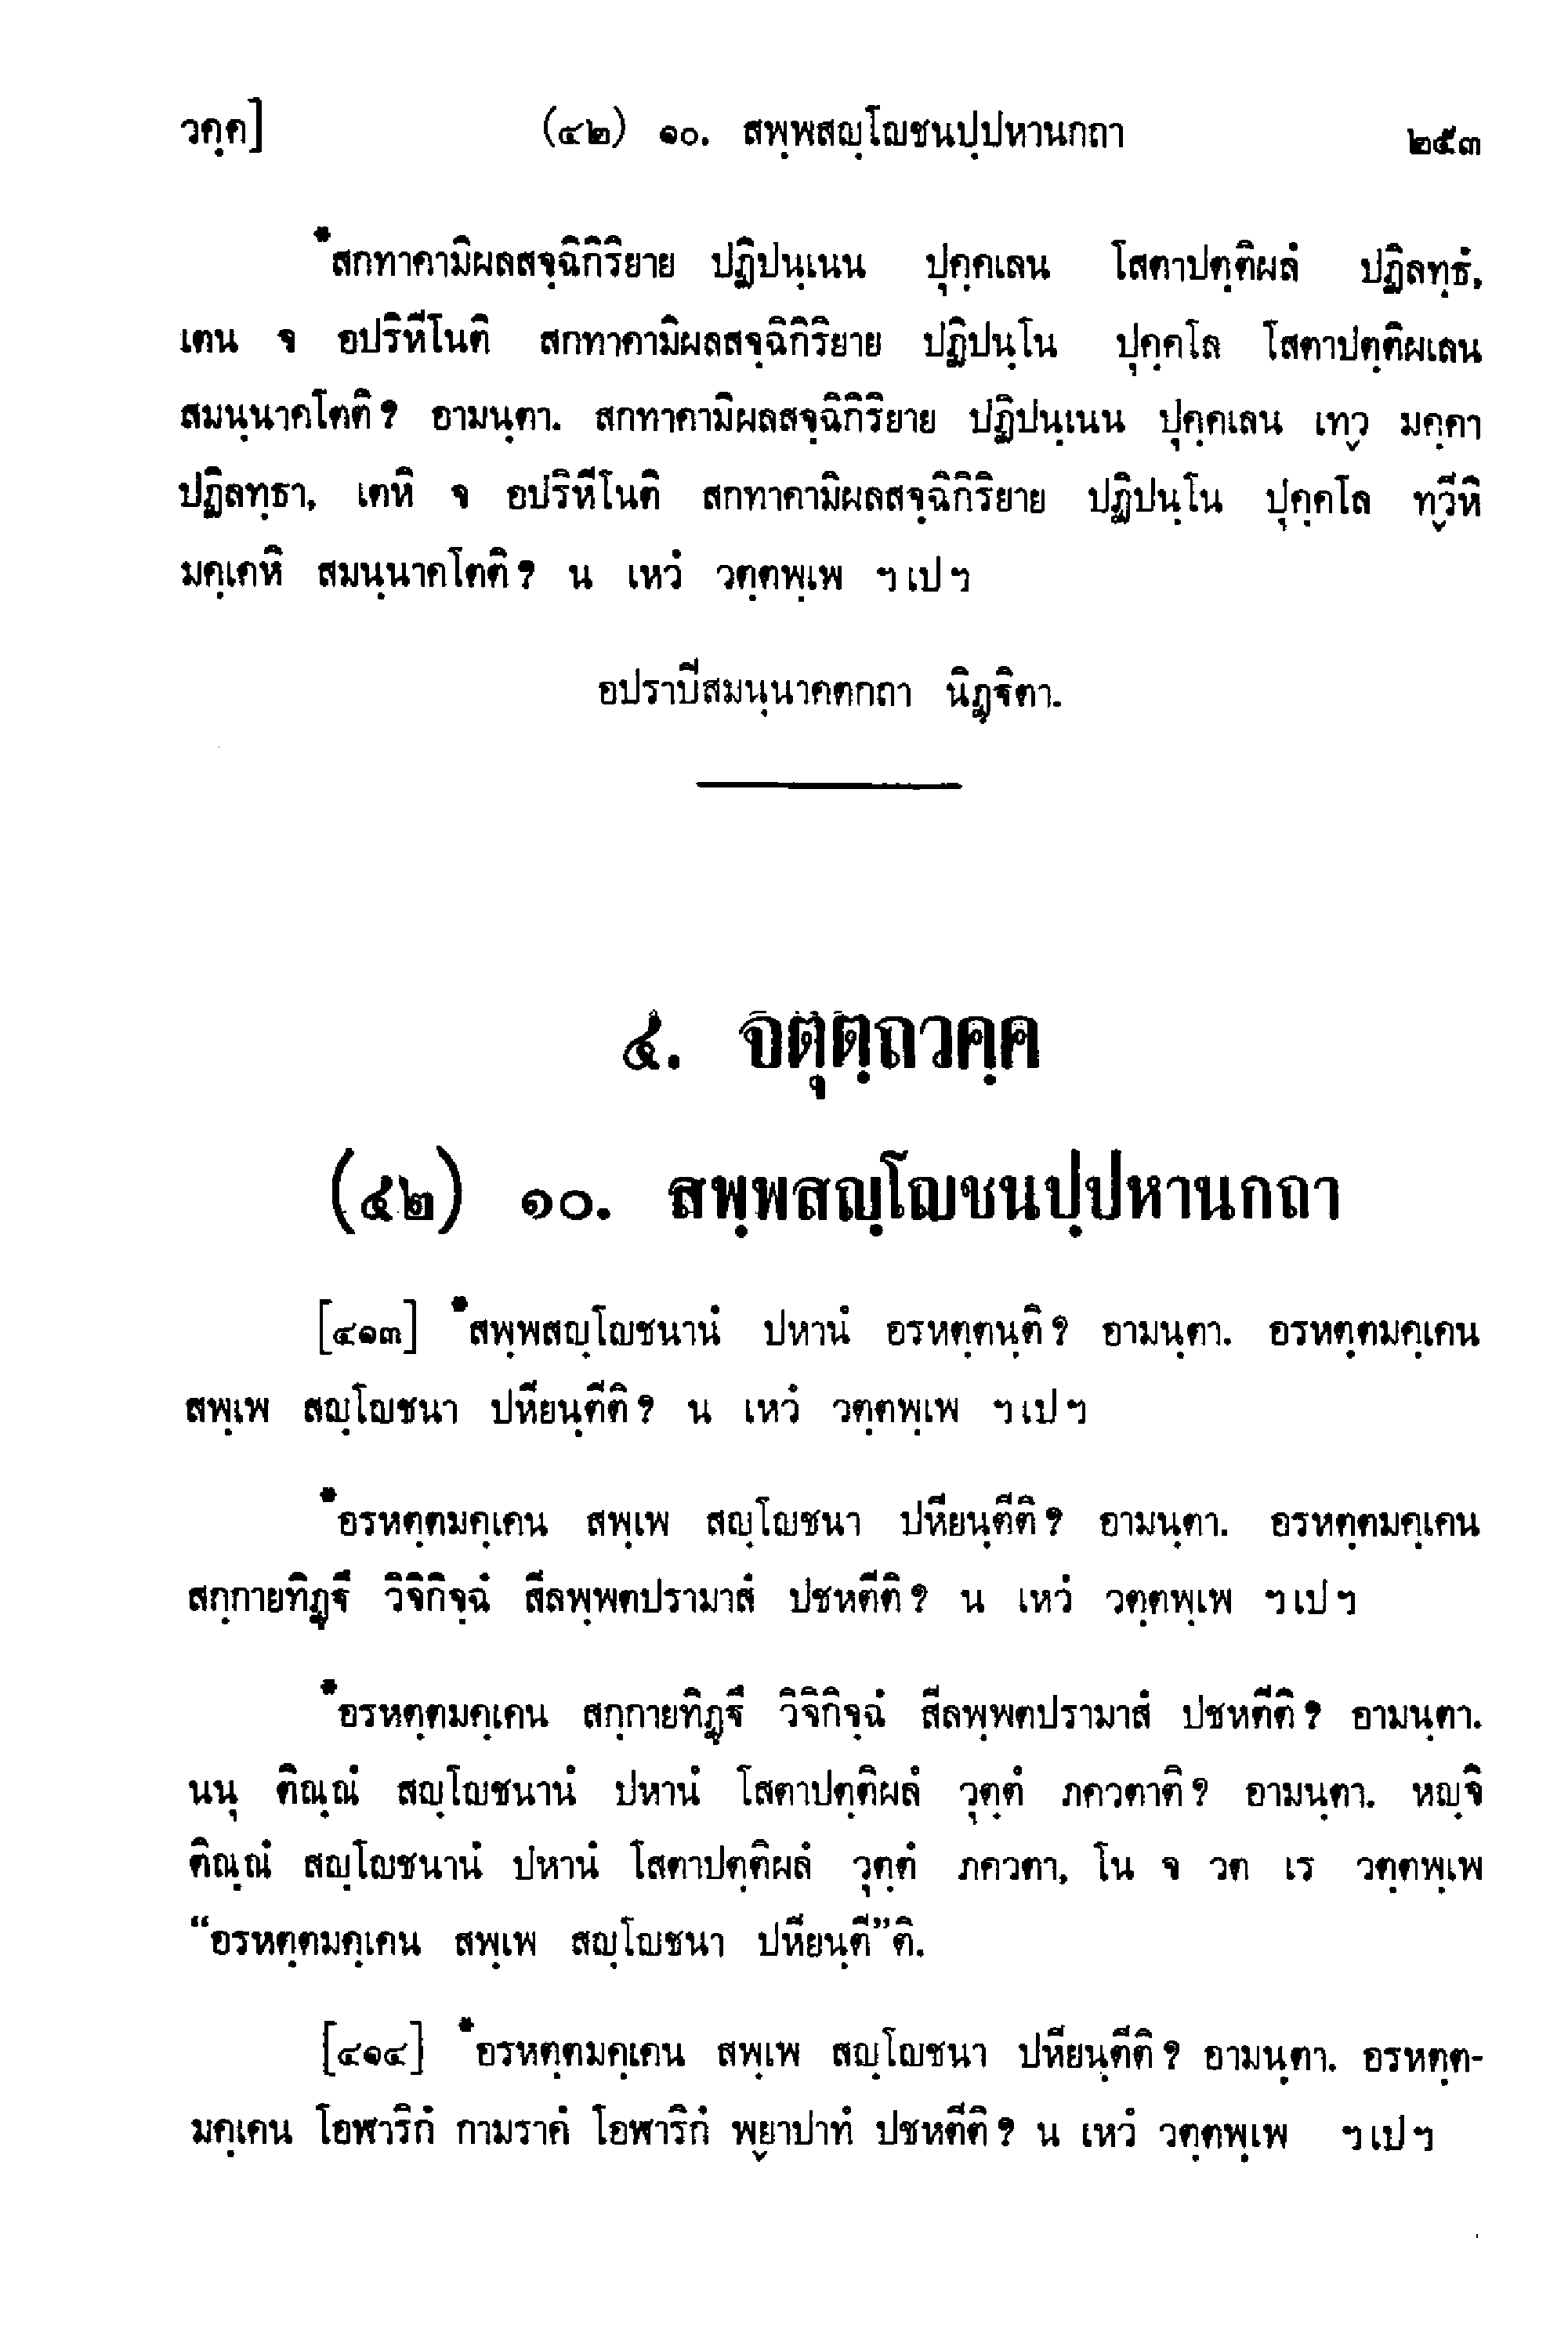 วคฺค]	(๔๒) ๑๐. สพฺพสญฺโญชนปฺปหานกถา	๒๕๓
*สกทาคามิผลสจฺฉิกิริยาย ปฏิปนฺเนน ปุคฺคเลน โสตาปตฺติผลํ ปฏิลทฺธํ,
เตน จ อปริหีโนติ สกทาคามิผลสจฺฉิกิริยาย ปฏิปนฺโน ปุคฺคโล โสตาปตฺติผเลน
สมนฺนาคโตติ? อามนฺตา. สกทาคามิผลสจฺฉิกิริยาย ปฏิปนฺเนน ปุคฺคเลน เทฺว มคฺคา
ปฏิลทฺธา, เตหิ จ อปริหีโนติ สกทาคามิผลสจฺฉิกิริยาย ปฏิปนฺโน ปุคฺคโล ทฺวีหิ
มคฺเคหิ สมนฺนาคโตติ? น เหวํ วตฺตพฺเพ ฯเปฯ
อปราปีสมนฺนาคตกถา นิฏฺฐิตา.
๔. จตุตฺถวคฺค
(๔๒) ๑๐. สพฺพสญฺโญชนปฺปหานกถา
[๔๑๓] *สพฺพสญฺโญชนานํ ปหานํ อรหตฺตนฺติ? อามนฺตา. อรหตฺตมคฺเคน
สพฺเพ สญฺโญชนา ปหียนฺตีติ? น เหวํ วตฺตพฺเพ ฯเปฯ
*อรหตฺตมคฺเคน สพฺเพ สญฺโญชนา ปหียนฺตีติ? อามนฺตา. อรหตฺตมคฺเคน
สกฺกายทิฏฺฐึ วิจิกิจฺฉํ สีลพฺพตปรามาสํ ปชหตีติ? น เหวํ วตฺตพฺเพ ฯเปฯ
*อรหตฺตมคฺเคน สกฺกายทิฏฺฐึ วิจิกิจฺฉํ สีลพฺพตปรามาสํ ปชหตีติ? อามนฺตา.
นนุ ติณฺณํ สญฺโญชนานํ ปหานํ โสตาปตฺติผลํ วุตฺตํ ภควตาติ? อามนฺตา. หญฺจิ
ติณฺณํ สญฺโญชนานํ ปหานํ โสตาปตฺติผลํ วุตฺตํ ภควตา, โน จ วต เร วตฺตพฺเพ
“อรหตฺตมคฺเคน สพฺเพ สญฺโญชนา ปหียนฺตี”ติ.
[๔๑๔] *อรหตฺตมคฺเคน สพฺเพ สญฺโญชนา ปหียนฺตีติ? อามนฺตา. อรหตฺต-
มคฺเคน โอฬาริกํ กามราคํ โอฬาริกํ พฺยาปาทํ ปชหตีติ? น เหวํ วตฺตพฺเพ ฯเปฯ